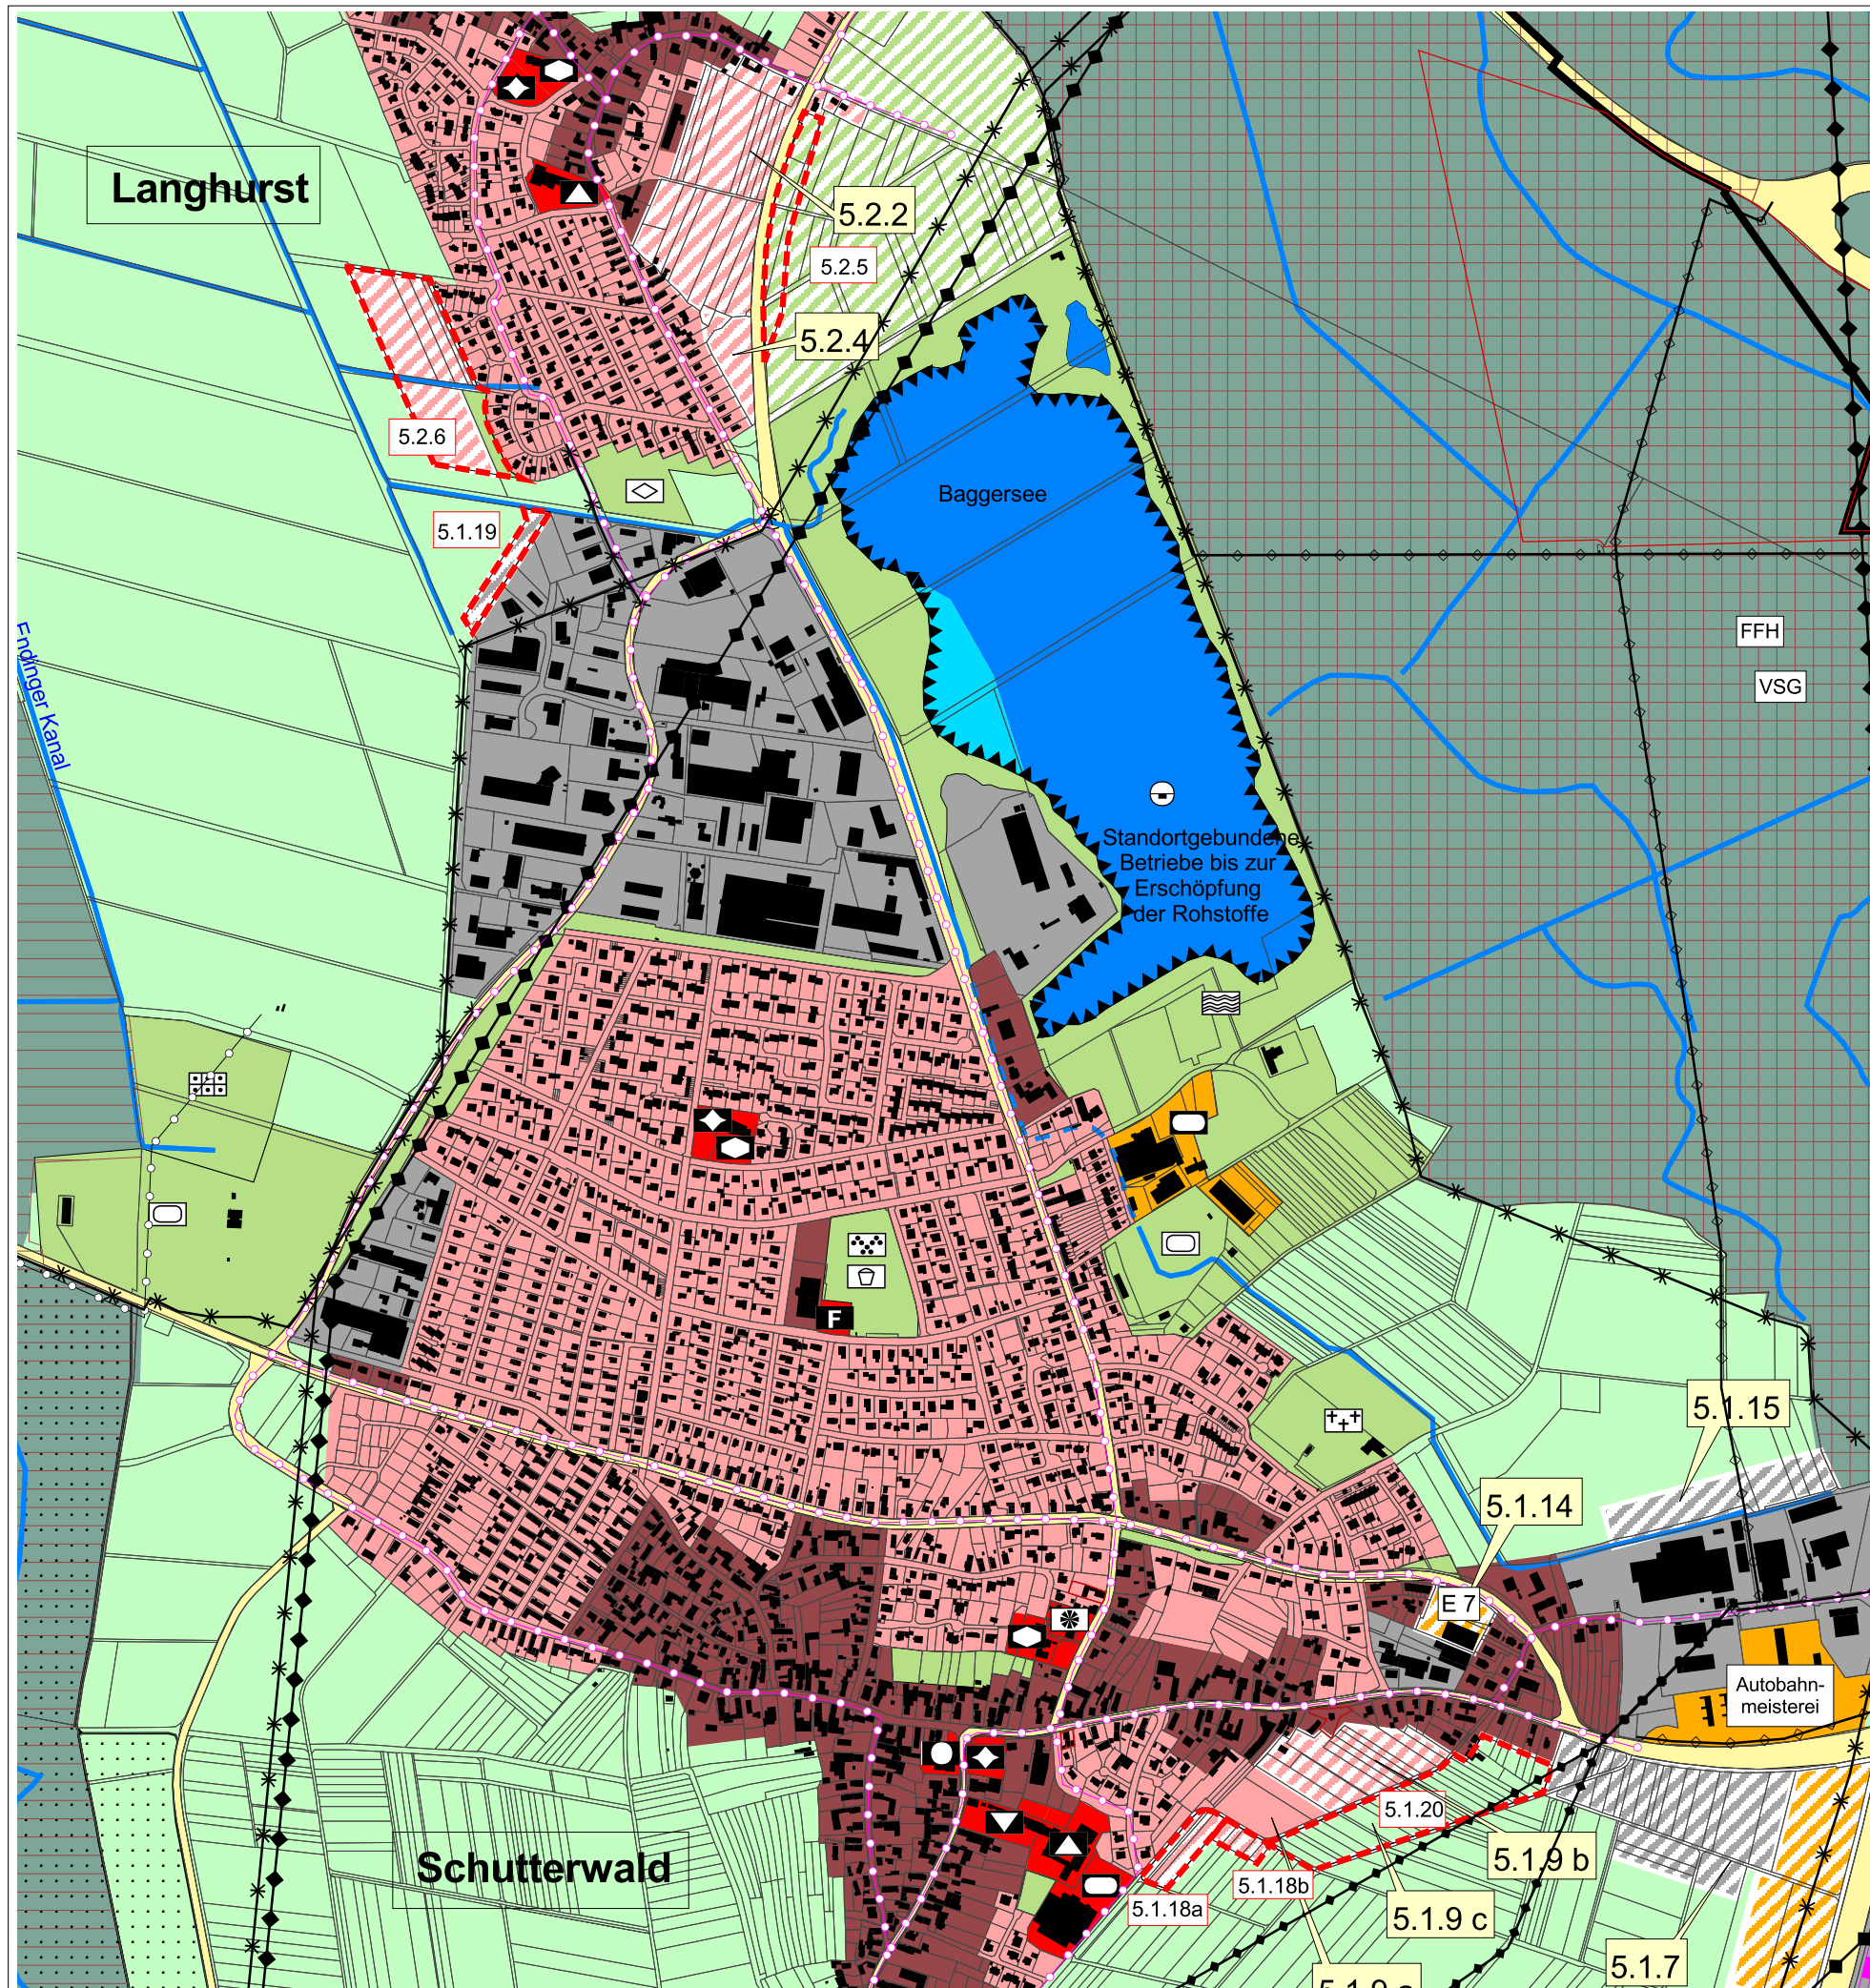 Langhurst
5.2.2
5.2.5
5.2.4
5.2.6
5.1.19
Baggersee
FFH
VSG
Endinger Kanal
Standortgebundene
Betriebe bis zur
Erschöpfung
der Rohstoffe
F
5.1.15
5.1.14
E 7
Autobahn-
meisterei
5.1.20
5.1.9 b
Schutterwald
5.1.18b
5.1.18a
5.1.9 c
5.1.7